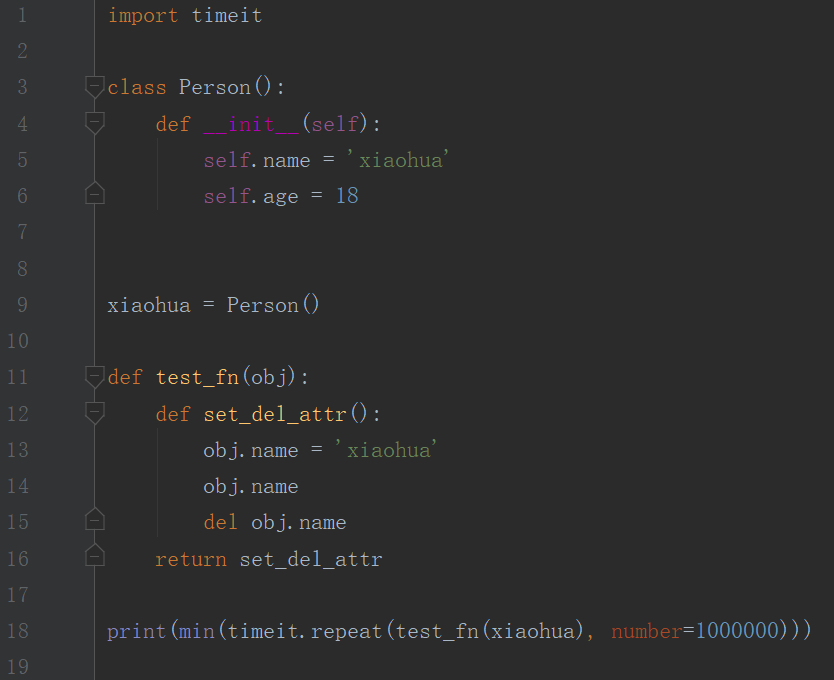 1 import timeit
2
3 class Person():
4     def __init__(self):
5         self.name = 'xiaohua'
6         self.age = 18
7
8
9 xiaohua = Person()
10
11 def test_fn(obj):
12     def set_del_attr():
13         obj.name = 'xiaohua'
14         obj.name
15         del obj.name
16     return set_del_attr
17
18 print(min(timeit.repeat(test_fn(xiaohua), number=1000000)))
19